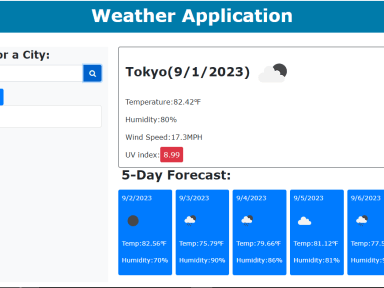 Weather Application
or a City:
Tokyo(9/1/2023)
Temperature:82.42°F
Humidity:80%
Wind Speed:17.3MPH
UV index: 8.99
5-Day Forecast:
9/2/2023 9/3/2023 9/4/2023 9/5/2023 9/6/2023
Temp:82.56°F Temp:75.79°F Temp:79.66°F Temp:81.12°F Temp:77.5
Humidity:70% Humidity:90% Humidity:86% Humidity:81% Humidity: